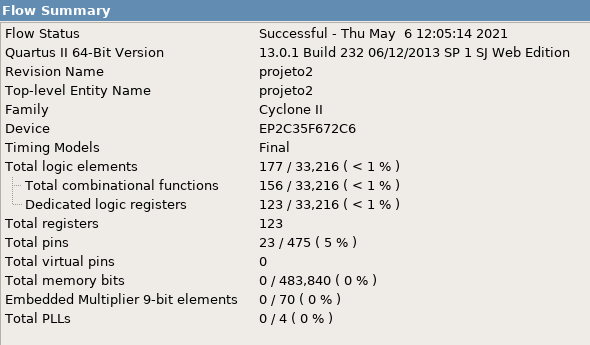 Flow Summary
Flow Status Successful - Thu May  6 12:05:14 2021
Quartus II 64-Bit Version 13.0.1 Build 232 06/12/2013 SP 1 SJ Web Edition
Revision Name projeto2
Top-level Entity Name projeto2
Family Cyclone II
Device EP2C35F672C6
Timing Models Final
Total logic elements 177 / 33,216 ( < 1 % )
Total combinational functions 156 / 33,216 ( < 1 % )
Dedicated logic registers 123 / 33,216 ( < 1 % )
Total registers 123
Total pins 23 / 475 ( 5 % )
Total virtual pins 0
Total memory bits 0 / 483,840 ( 0 % )
Embedded Multiplier 9-bit elements 0 / 70 ( 0 % )
Total PLLs 0 / 4 ( 0 % )